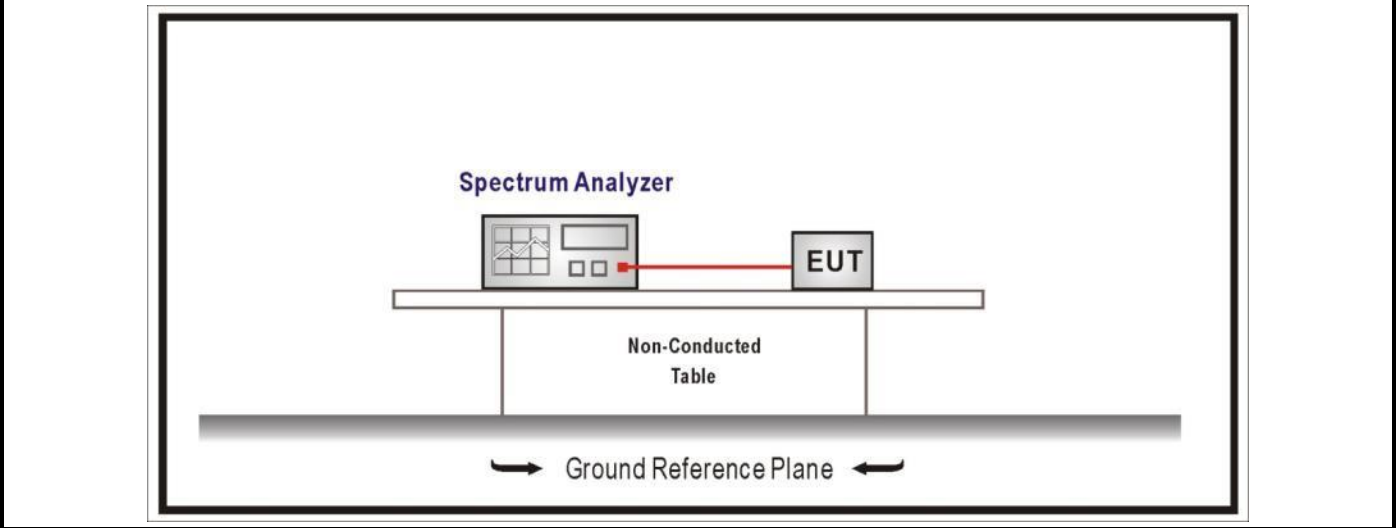 Spectrum Analyzer
EUT
Non-Conducted
Table
Ground Reference Plane